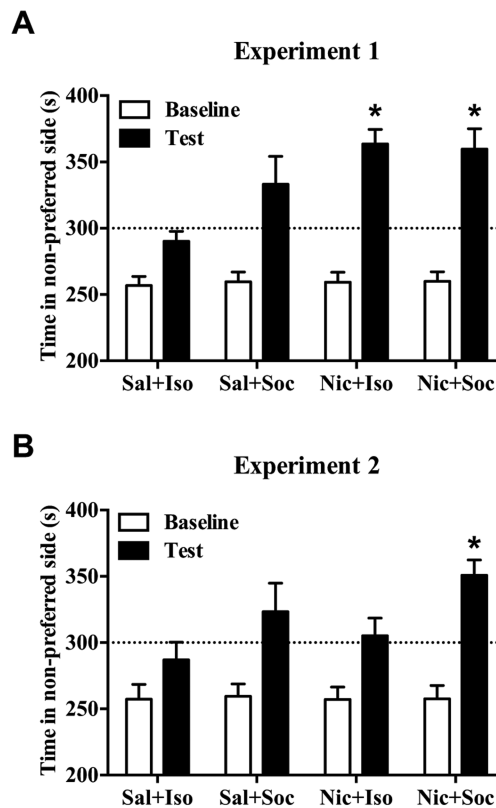 A
Experiment 1
Time in non-preferred side (s)
400
350
300
250
200
Baseline
Test
*
*
Sal+Iso Sal+Soc Nic+Iso Nic+Soc
B
Experiment 2
Time in non-preferred side (s)
400
350
300
250
200
Baseline
Test
*
Sal+Iso Sal+Soc Nic+Iso Nic+Soc